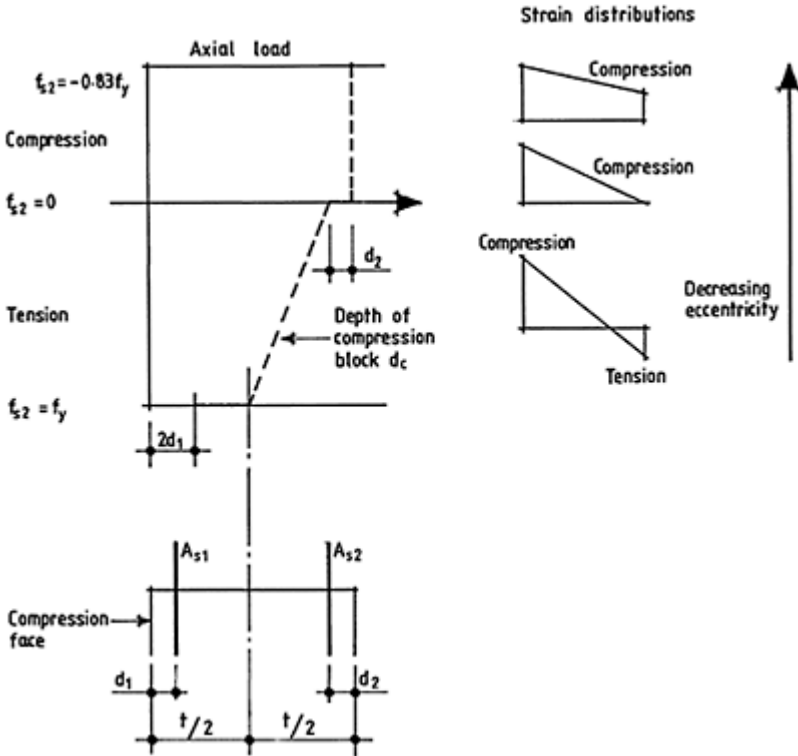 Strain distributions
Axial load
f_s2 = -0.83f_y
Compression
f_s2 = 0
Tension
f_s2 = f_y
d_2
Depth of
compression
block d_c
2d_1
Compression
Compression
Compression
Tension
Decreasing
eccentricity
A_s1
A_s2
Compression
face
d_1
t/2
t/2
d_2